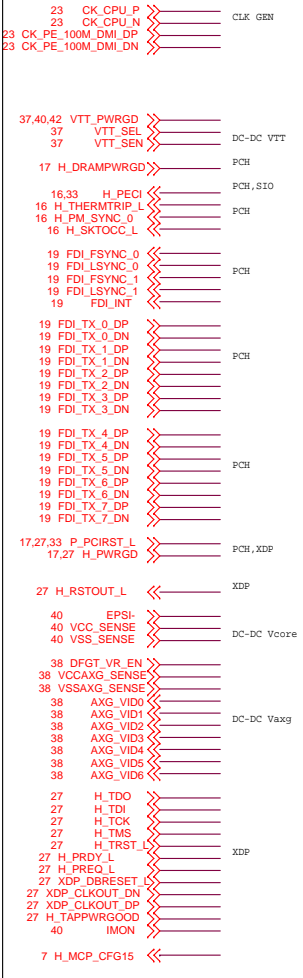 23 CK_CPU_P
23 CK_CPU_N
CLK GEN
23 CK_PE_100M_DMI_DP
23 CK_PE_100M_DMI_DN
37,40,42 VTT_PWRGD
37 VTT_SEL
37 VTT_SEN
DC-DC VTT
17 H_DRAMPWRGD
PCH
16,33 H_PECI
PCH,SIO
16 H_THERMTRIP_L
16 H_PM_SYNC_0
PCH
16 H_SKTOCC_L
19 FDI_FSYNC_0
19 FDI_LSYNC_0
PCH
19 FDI_FSYNC_1
19 FDI_LSYNC_1
19 FDI_INT
19 FDI_TX_0_DP
19 FDI_TX_0_DN
19 FDI_TX_1_DP
19 FDI_TX_1_DN
PCH
19 FDI_TX_2_DP
19 FDI_TX_2_DN
19 FDI_TX_3_DP
19 FDI_TX_3_DN
19 FDI_TX_4_DP
19 FDI_TX_4_DN
19 FDI_TX_5_DP
19 FDI_TX_5_DN
PCH
19 FDI_TX_6_DP
19 FDI_TX_6_DN
19 FDI_TX_7_DP
19 FDI_TX_7_DN
17,27,33 P_PCIRST_L
17,27 H_PWRGD
PCH,XDP
27 H_RSTOUT_L
XDP
40 EPSI-
40 VCC_SENSE
40 VSS_SENSE
DC-DC Vcore
38 DFGT_VR_EN
38 VCCAXG_SENSE
38 VSSAXG_SENSE
38 AXG_VID0
38 AXG_VID1
38 AXG_VID2
DC-DC Vaxg
38 AXG_VID3
38 AXG_VID4
38 AXG_VID5
38 AXG_VID6
27 H_TDO
27 H_TDI
27 H_TCK
27 H_TMS
27 H_TRST_L
XDP
27 H_PRDY_L
27 H_PREQ_L
27 XDP_DBRESET_L
27 XDP_CLKOUT_DN
27 XDP_CLKOUT_DP
27 H_TAPPWRGOOD
40 IMON
7 H_MCP_CFG15